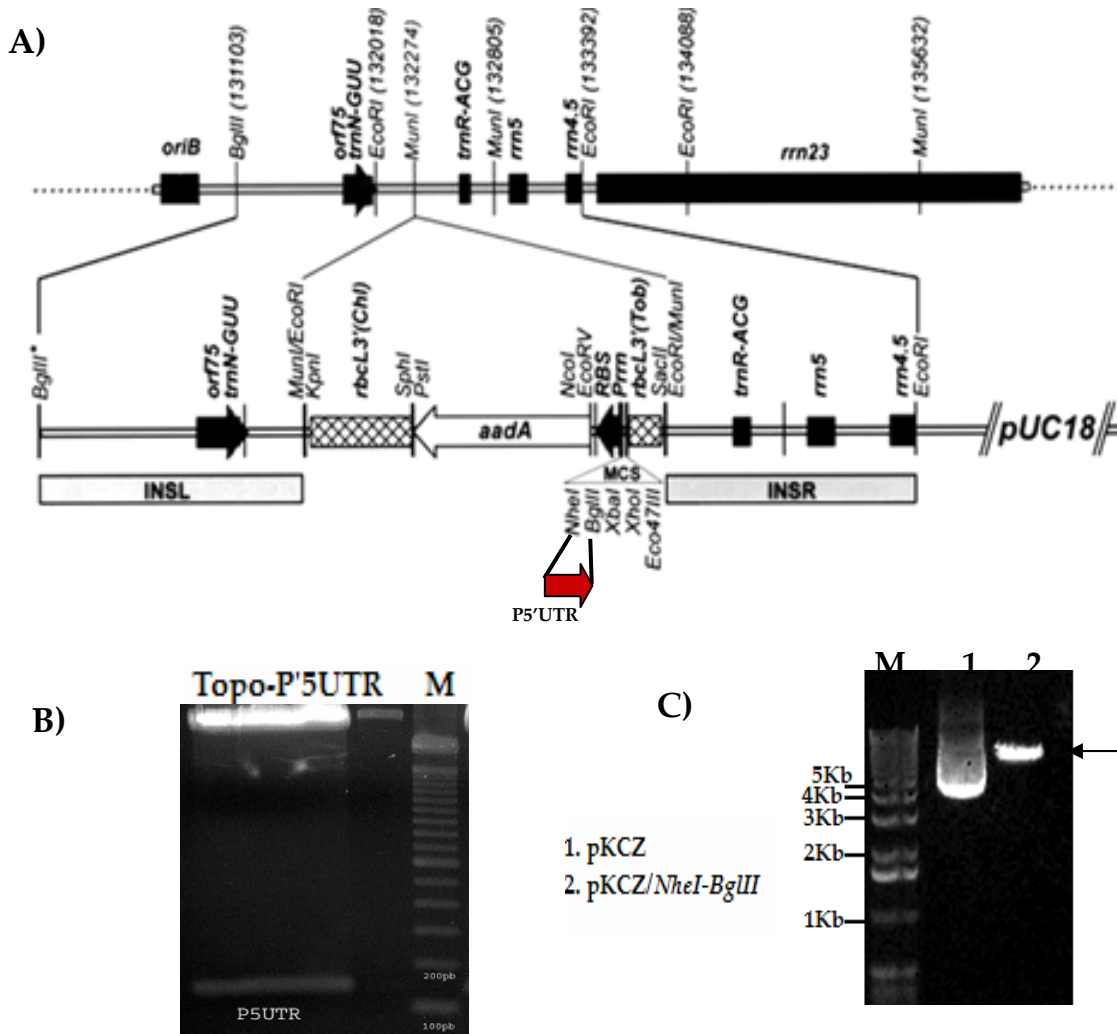 A)
oriB
BglII (131103)
orf75
trnN-GUU
EcoRI (132018)
MunI (132274)
trnR-ACG
MunI (132805)
rrn5
rrn4.5
EcoRI (133392)
EcoRI (134088)
rrn23
MunI (135632)
BglII*
orf75
trnN-GUU
MunI/EcoRI
KpnI
rbcL3'(Chl)
SphI
PstI
aadA
NcoI
EcoRV
RBS
Prrn
rbcL3'(Tob)
SacII
EcoRI/MunI
trnR-ACG
rrn5
rrn4.5
EcoRI
pUC18
INSL
MCS
INSR
NheI
BglII
XbaI
XhoI
Eco47III
P5'UTR
B)
Topo-P'5UTR M
200pb
P5UTR
100pb
C)
M 1 2
5Kb
4Kb
3Kb
2Kb
1Kb
1. pKCZ
2. pKCZ/NheI-BglII